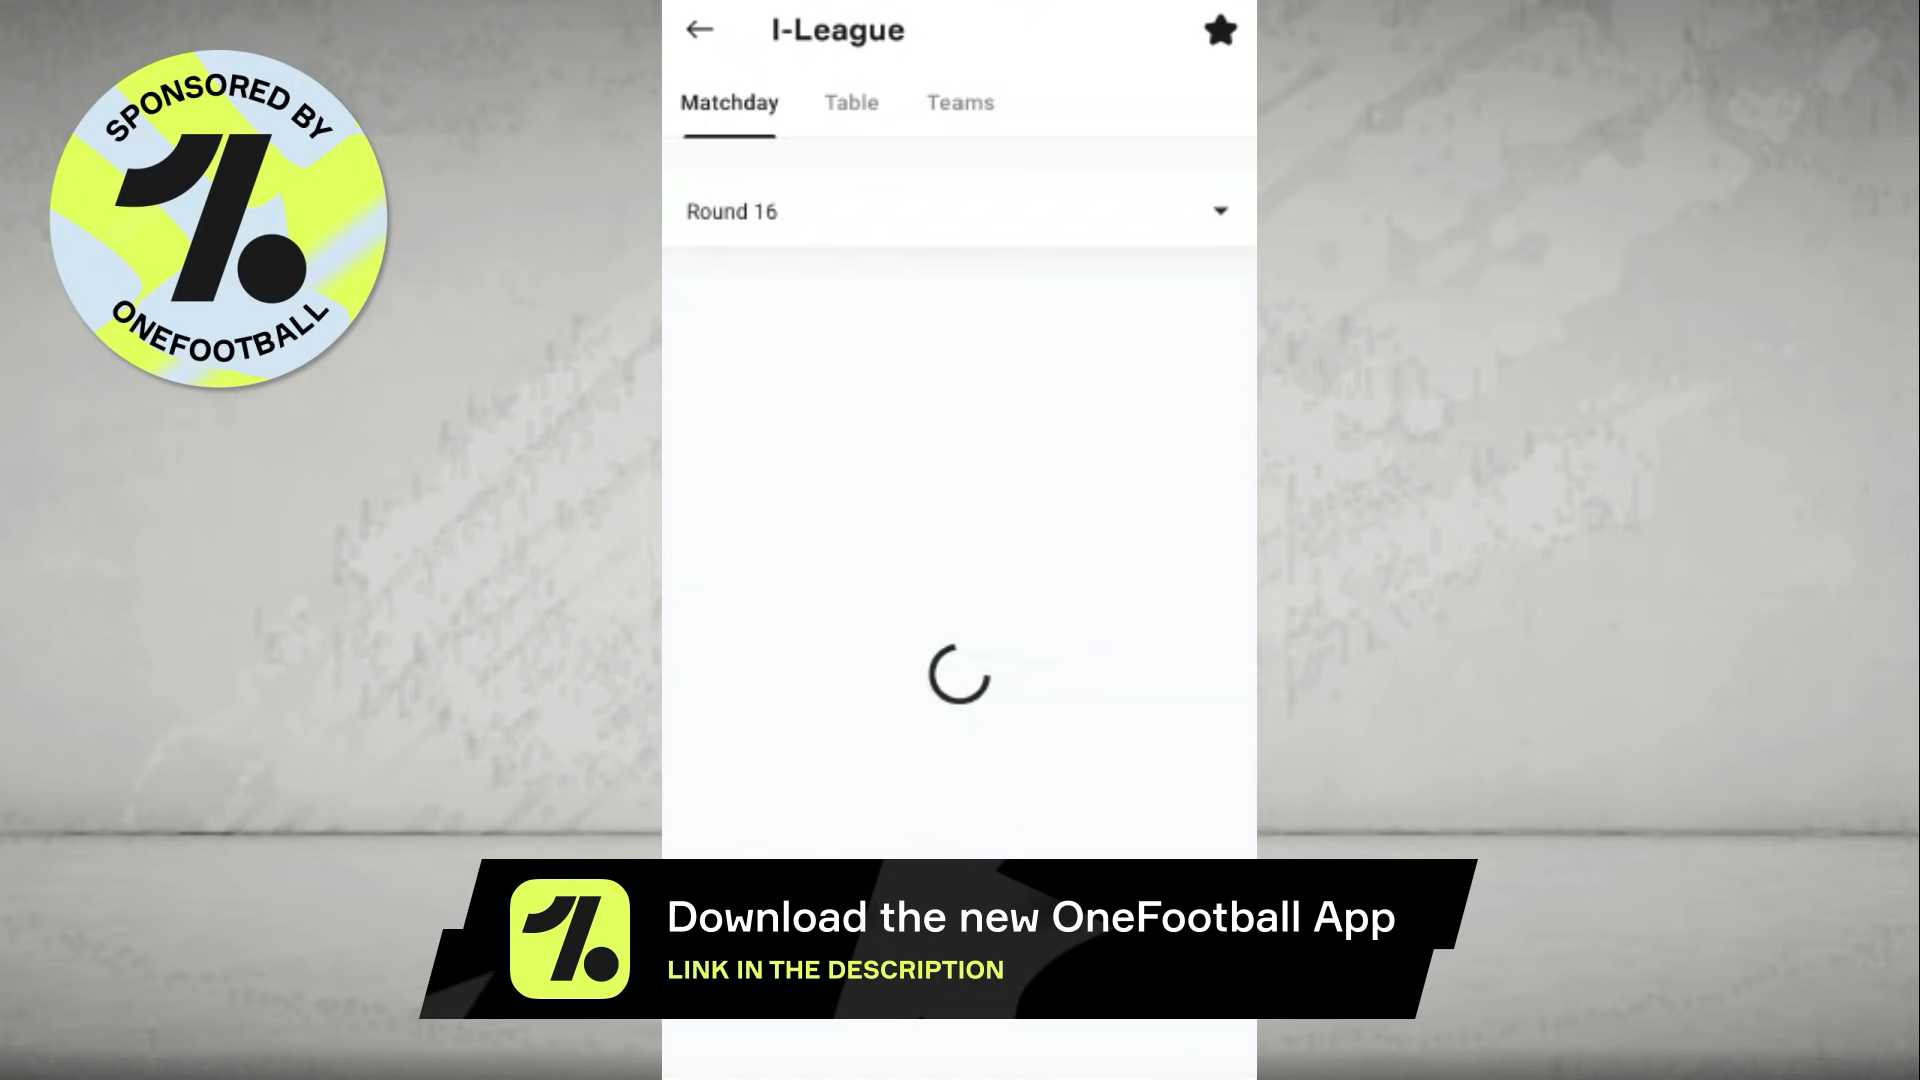 SPONSORED BY
ONEFOOTBALL
I-League
Matchday Table Teams
Round 16
Download the new OneFootball App
LINK IN THE DESCRIPTION